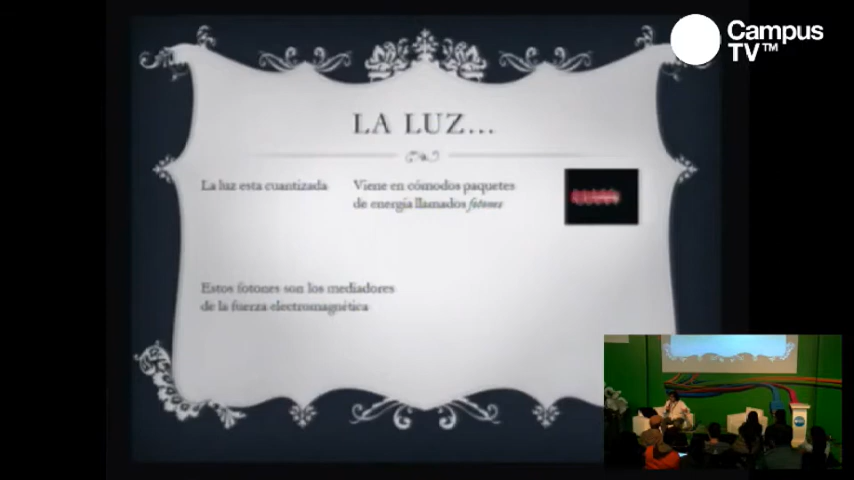 Campus
TV™
LA LUZ...
La luz esta cuantizada
Viene en cómodos paquetes
de energía llamados fotones
Estos fotones son los mediadores
de la fuerza electromagnética